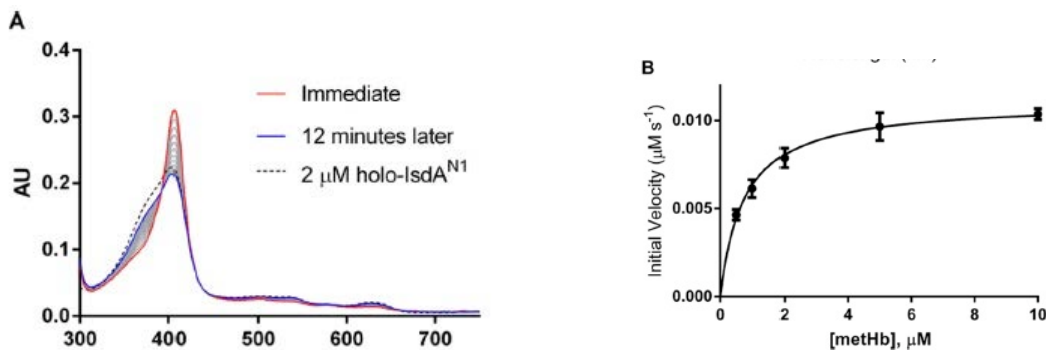 A
0.4
0.3
0.2
0.1
0.0
AU
Immediate
12 minutes later
2 μM holo-IsdA^N1
300 400 500 600 700
B
0.010
0.005
0.000
Initial Velocity (μM s⁻¹)
0 2 4 6 8 10
[metHb], μM